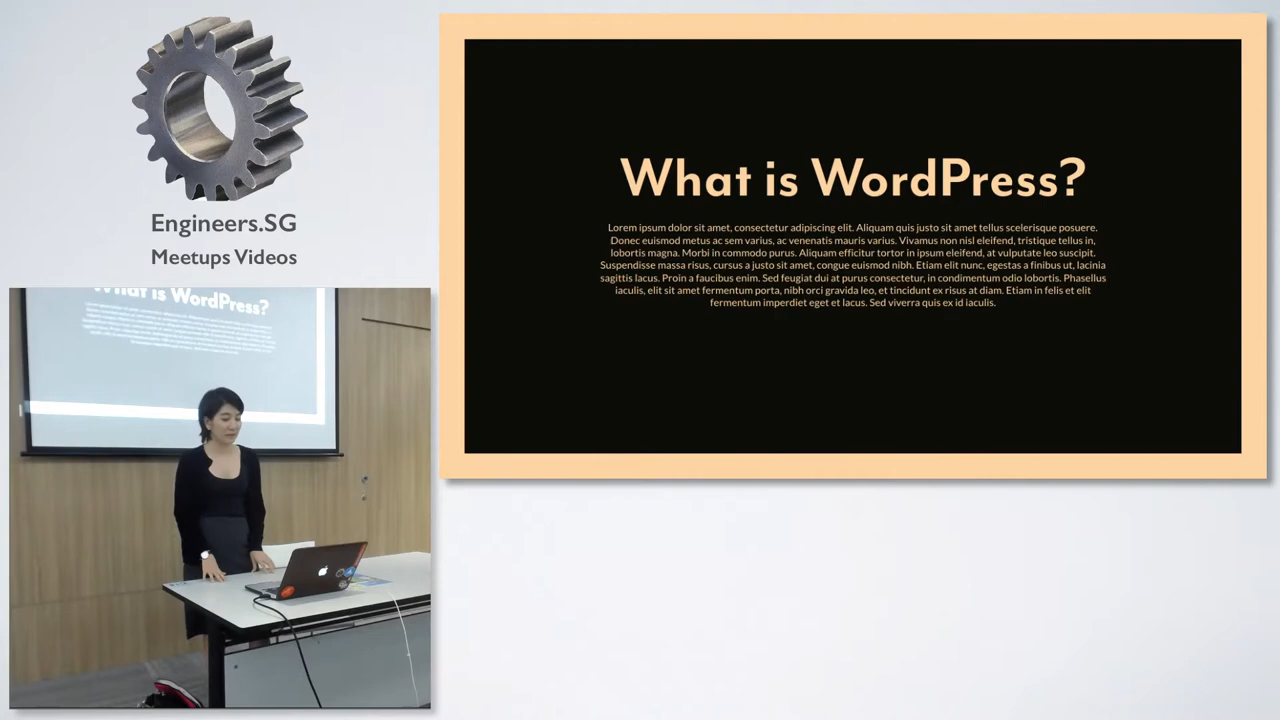 Engineers.SG
Meetups Videos
What is WordPress?
Lorem ipsum dolor sit amet, consectetur adipiscing elit. Aliquam quis justo sit amet tellus scelerisque posuere.
Donec euismod metus ac sem varius, ac venenatis mauris varius. Vivamus non nisl eleifend, tristique tellus in,
lobortis magna. Morbi in commodo purus. Aliquam efficitur tortor in ipsum eleifend, at vulputate leo suscipit.
Suspendisse massa risus, cursus a justo sit amet, congue euismod nibh. Etiam elit nunc, egestas a finibus ut, lacinia
sagittis lacus. Proin a faucibus enim. Sed feugiat dui at purus consectetur, in condimentum odio lobortis. Phasellus
iaculis, elit sit amet fermentum porta, nibh orci gravida leo, et tincidunt ex risus at diam. Etiam in felis et elit
fermentum imperdiet eget et lacus. Sed viverra quis ex id iaculis.
What is WordPress?